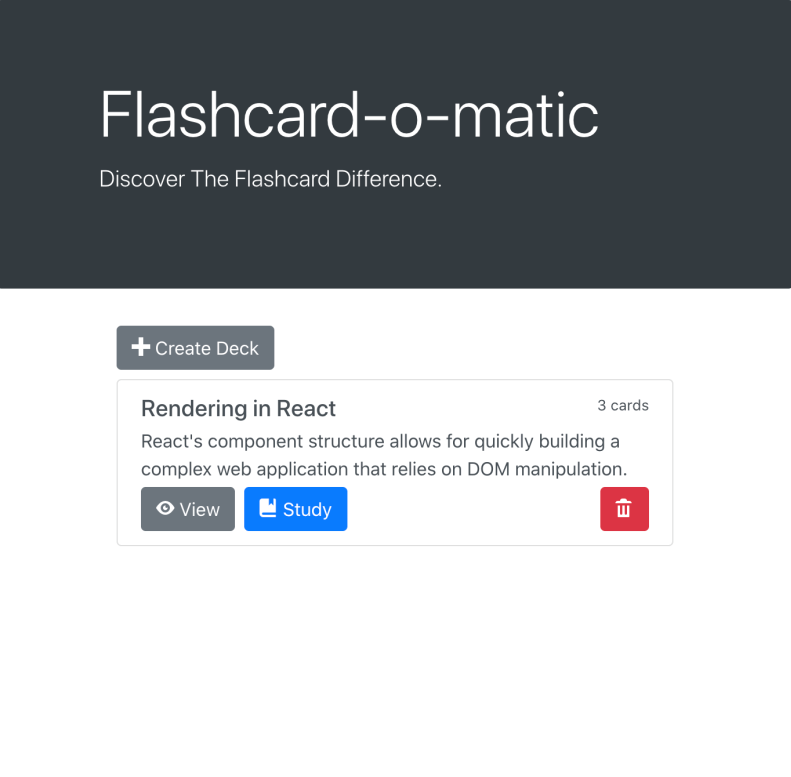 Flashcard-o-matic
Discover The Flashcard Difference.
Create Deck
Rendering in React
3 cards
React's component structure allows for quickly building a
complex web application that relies on DOM manipulation.
View
Study